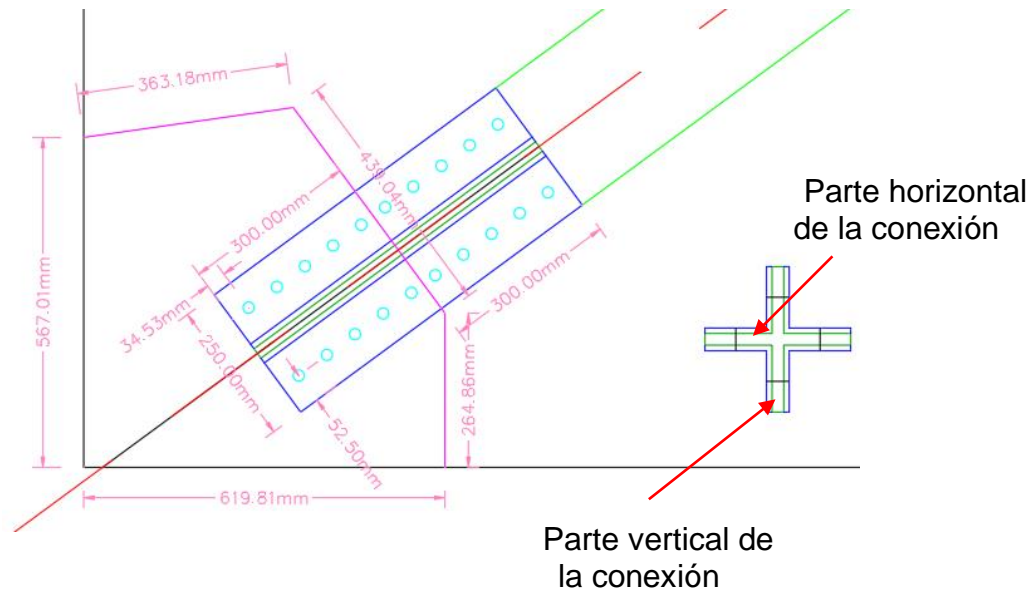 363.18mm
439.04mm
300.00mm
567.01mm
34.53mm
250.00mm
300.00mm
264.86mm
52.50mm
619.81mm
Parte horizontal
de la conexión
Parte vertical de
la conexión